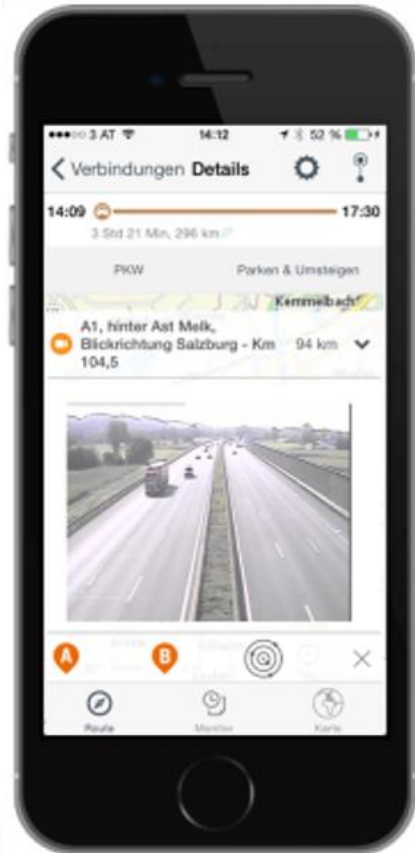 3 AT 14:12 52 %
Verbindungen Details
14:09 17:30
3 Std 21 Min, 296 km
PKW Parken & Umsteigen
Kemmelbach
A1, hinter Ast Melk,
Blickrichtung Salzburg - Km 94 km
104,5
A B
Route Monitor Karte